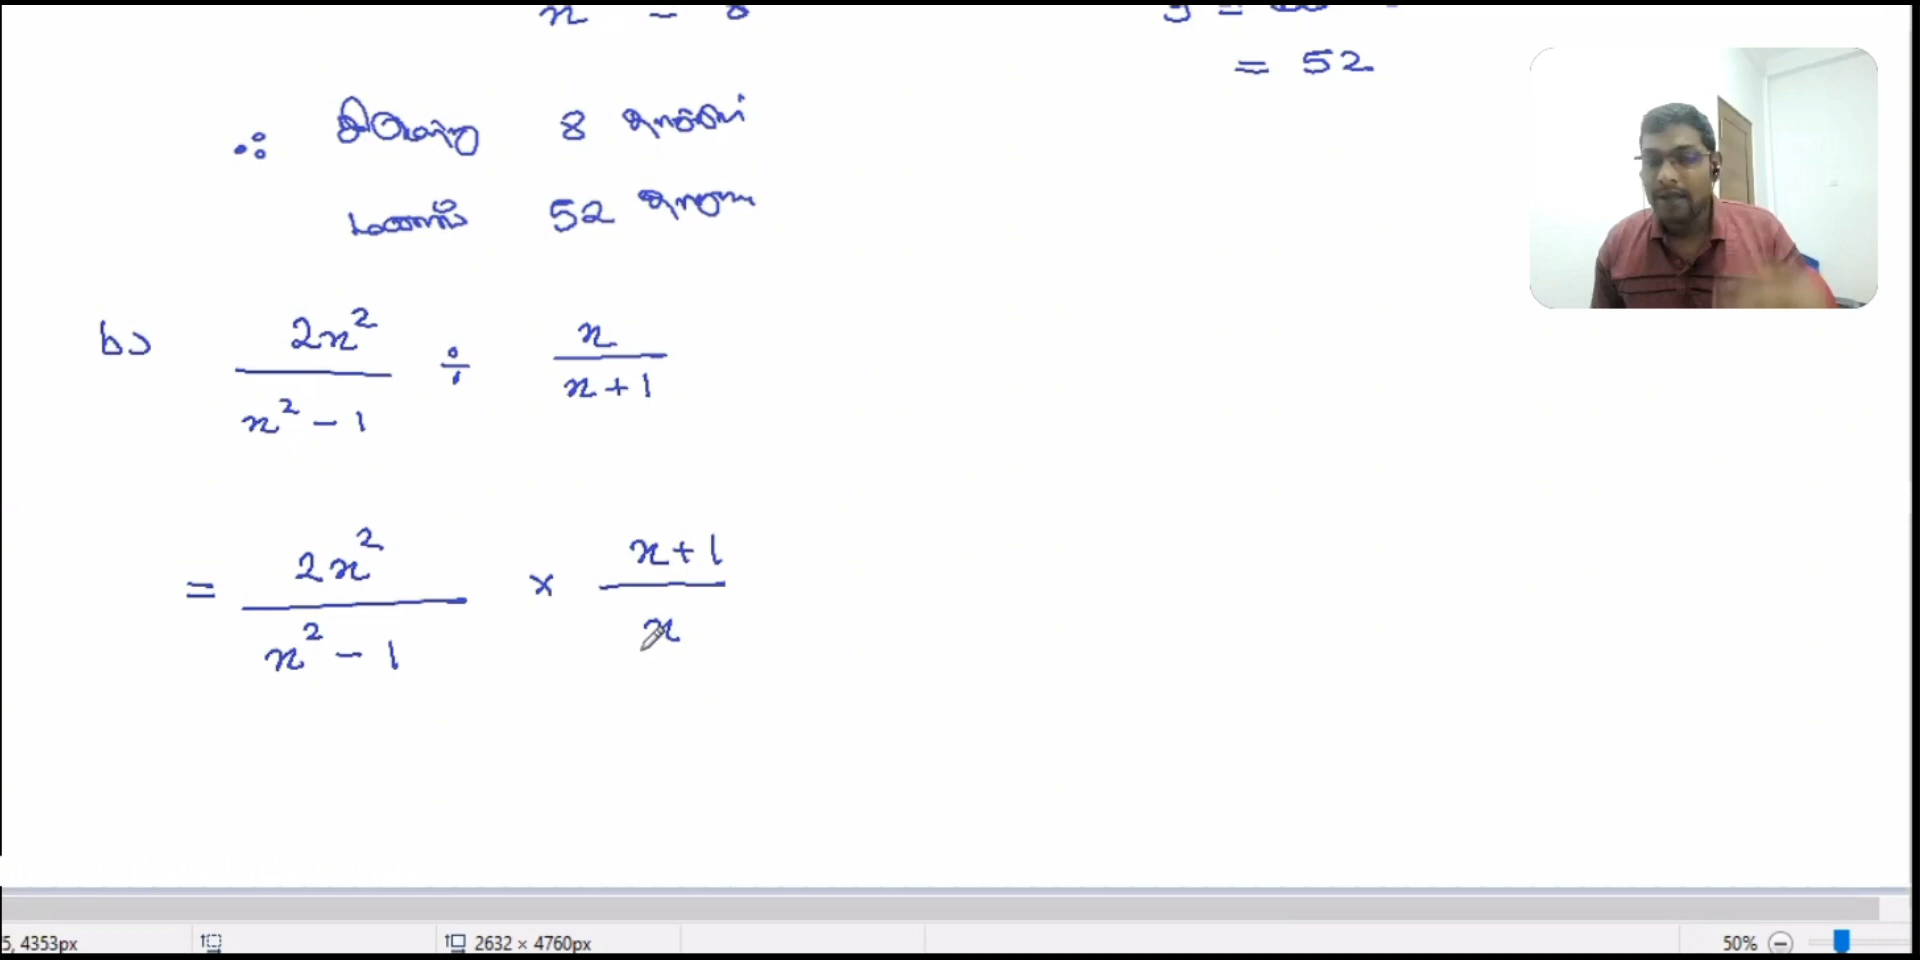 = 52
∴ 8
52
b) 2x² / (x² - 1) ÷ x / (x + 1)
= 2x² / (x² - 1) × (x + 1) / x
5, 4353px 2632 × 4760px 50%